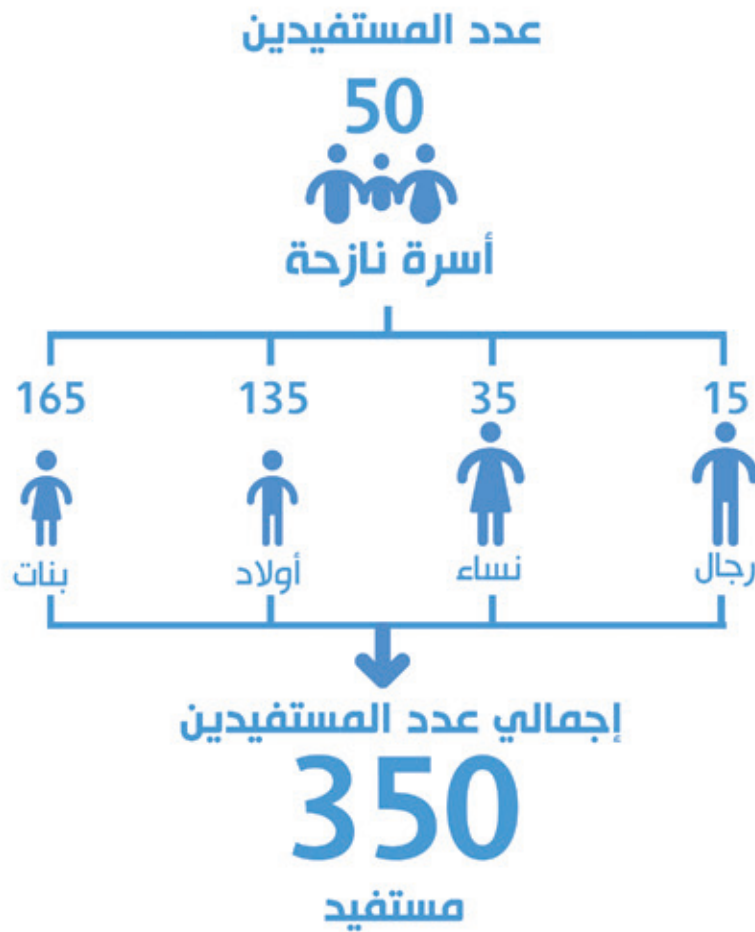 عدد المستفيدين
50
أسرة نازحة
15 35 135 165
رجال نساء أولاد بنات
إجمالي عدد المستفيدين
350
مستفيد